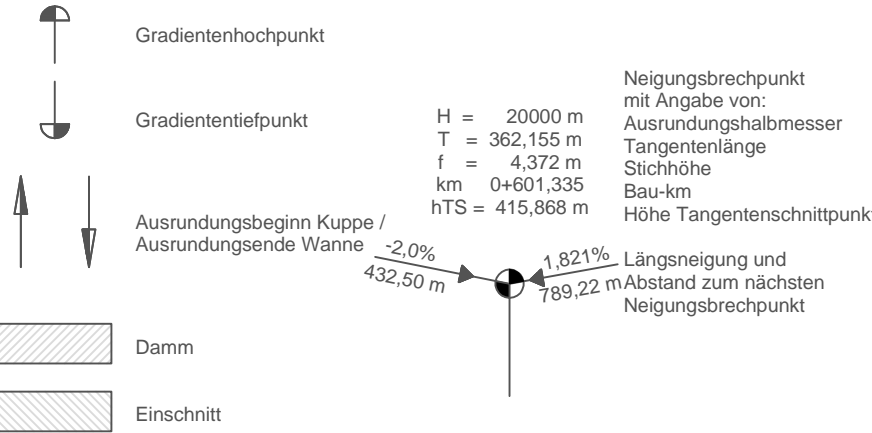 Gradientenhochpunkt
Gradiententiefpunkt
Ausrundungsbeginn Kuppe /
Ausrundungsende Wanne
Damm
Einschnitt
H = 20000 m
T = 362,155 m
f = 4,372 m
km 0+601,335
hTS = 415,868 m
-2,0%
432,50 m
1,821%
789,22 m
Neigungsbrechpunkt
mit Angabe von:
Ausrundungshalbmesser
Tangentenlänge
Stichhöhe
Bau-km
Höhe Tangentenschnittpunkt
Längsneigung und
Abstand zum nächsten
Neigungsbrechpunkt